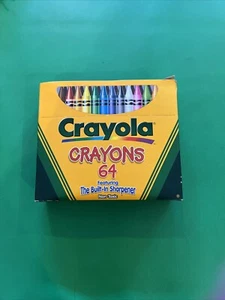 Crayola
CRAYONS
64
Featuring
The Built-In Sharpener